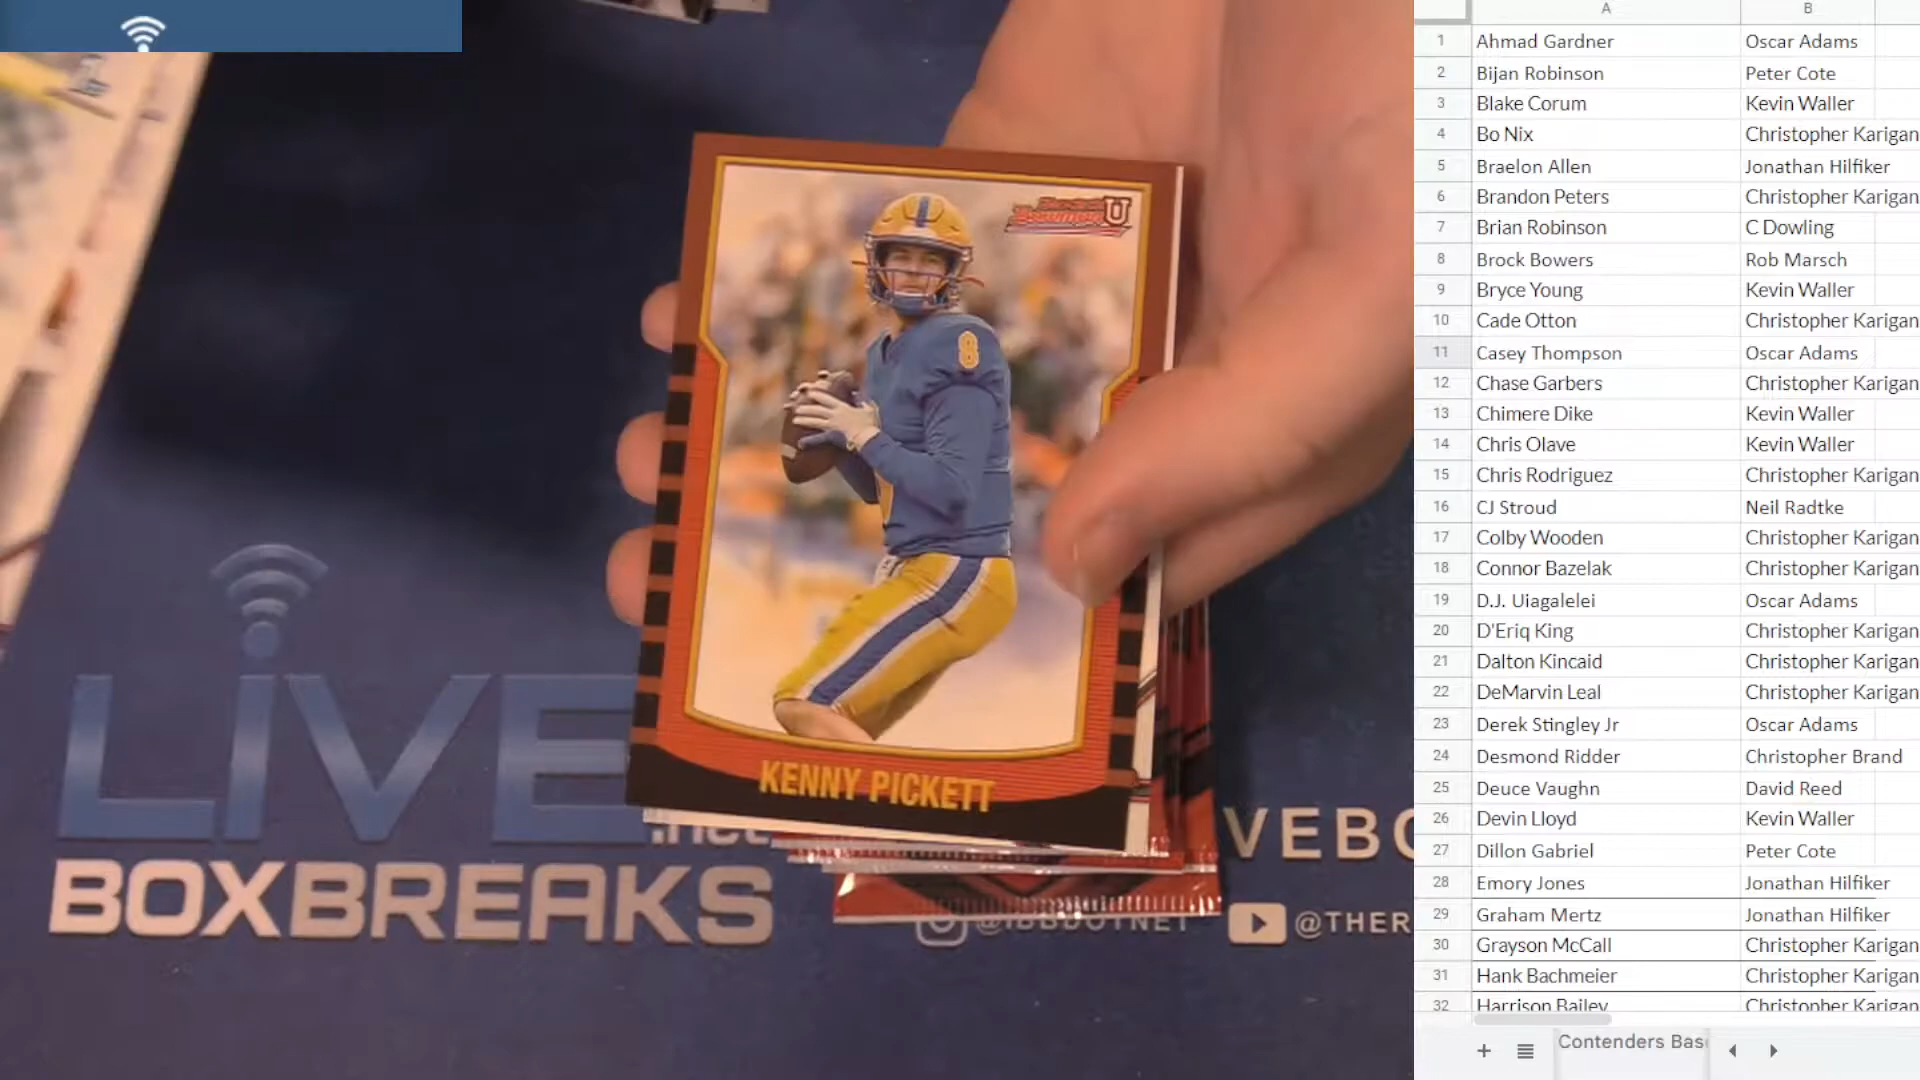 Bowman U
8
KENNY PICKETT
LiVE
.net
BOXBREAKS
VEBO
@THER
A B
1 Ahmad Gardner Oscar Adams
2 Bijan Robinson Peter Cote
3 Blake Corum Kevin Waller
4 Bo Nix Christopher Karigan
5 Braelon Allen Jonathan Hilfiker
6 Brandon Peters Christopher Karigan
7 Brian Robinson C Dowling
8 Brock Bowers Rob Marsch
9 Bryce Young Kevin Waller
10 Cade Otton Christopher Karigan
11 Casey Thompson Oscar Adams
12 Chase Garbers Christopher Karigan
13 Chimere Dike Kevin Waller
14 Chris Olave Kevin Waller
15 Chris Rodriguez Christopher Karigan
16 CJ Stroud Neil Radtke
17 Colby Wooden Christopher Karigan
18 Connor Bazelak Christopher Karigan
19 D.J. Uiagalelei Oscar Adams
20 D'Eriq King Christopher Karigan
21 Dalton Kincaid Christopher Karigan
22 DeMarvin Leal Christopher Karigan
23 Derek Stingley Jr Oscar Adams
24 Desmond Ridder Christopher Brand
25 Deuce Vaughn David Reed
26 Devin Lloyd Kevin Waller
27 Dillon Gabriel Peter Cote
28 Emory Jones Jonathan Hilfiker
29 Graham Mertz Jonathan Hilfiker
30 Grayson McCall Christopher Karigan
31 Hank Bachmeier Christopher Karigan
32 Harrison Bailey Christopher Karigan
Contenders Bas